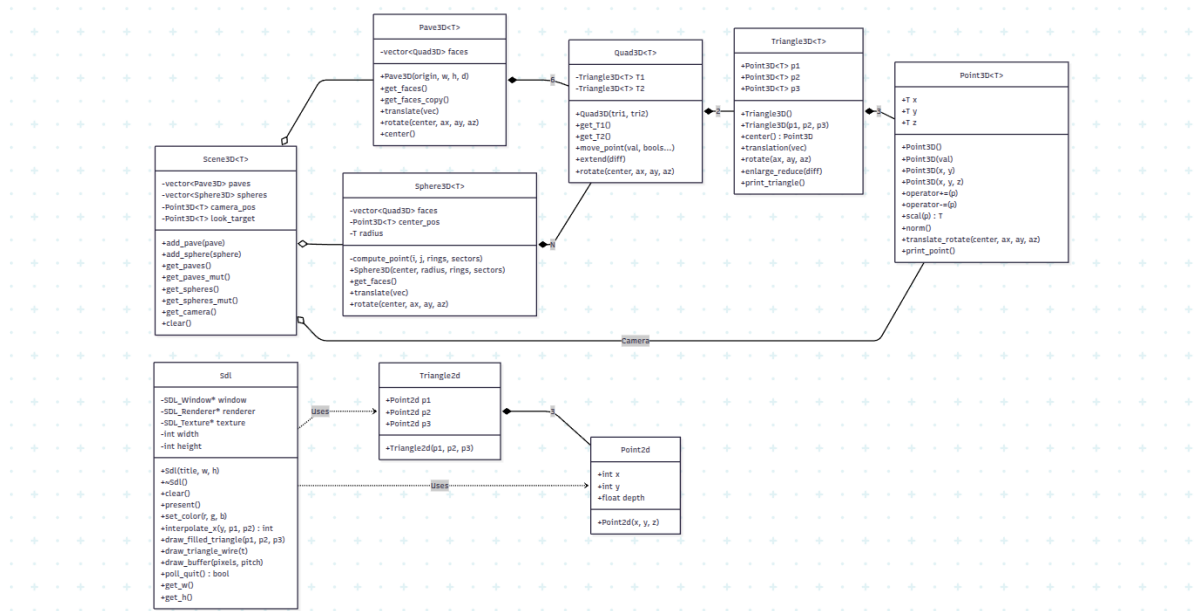 Pave3D<T>
-vector<Quad3D> faces
+Pave3D(origin, w, h, d)
+get_faces()
+get_faces_copy()
+translate(vec)
+rotate(center, ax, ay, az)
+center()
Quad3D<T>
-Triangle3D<T> T1
-Triangle3D<T> T2
+Quad3D(tri1, tri2)
+get_T1()
+get_T2()
+move_point(val, bools...)
+extend(diff)
+rotate(center, ax, ay, az)
Triangle3D<T>
+Point3D<T> p1
+Point3D<T> p2
+Point3D<T> p3
+Triangle3D()
+Triangle3D(p1, p2, p3)
+center() : Point3D
+translation(vec)
+rotate(ax, ay, az)
+enlarge_reduce(diff)
+print_triangle()
Point3D<T>
+T x
+T y
+T z
+Point3D()
+Point3D(val)
+Point3D(x, y)
+Point3D(x, y, z)
+operator+=(p)
+operator-=(p)
+scal(p) : T
+norm()
+translate_rotate(center, ax, ay, az)
+print_point()
Scene3D<T>
-vector<Pave3D> paves
-vector<Sphere3D> spheres
-Point3D<T> camera_pos
-Point3D<T> look_target
+add_pave(pave)
+add_sphere(sphere)
+get_paves()
+get_paves_mut()
+get_spheres()
+get_spheres_mut()
+get_camera()
+clear()
Sphere3D<T>
-vector<Quad3D> faces
-Point3D<T> center_pos
-T radius
-compute_point(i, j, rings, sectors)
+Sphere3D(center, radius, rings, sectors)
+get_faces()
+translate(vec)
+rotate(center, ax, ay, az)
Camera
Sdl
-SDL_Window* window
-SDL_Renderer* renderer
-SDL_Texture* texture
-int width
-int height
+Sdl(title, w, h)
+~Sdl()
+clear()
+present()
+set_color(r, g, b)
+interpolate_x(y, p1, p2) : int
+draw_filled_triangle(p1, p2, p3)
+draw_triangle_wire(t)
+draw_buffer(pixels, pitch)
+poll_quit() : bool
+get_w()
+get_h()
Uses
Triangle2d
+Point2d p1
+Point2d p2
+Point2d p3
+Triangle2d(p1, p2, p3)
Uses
Point2d
+int x
+int y
+float depth
+Point2d(x, y, z)